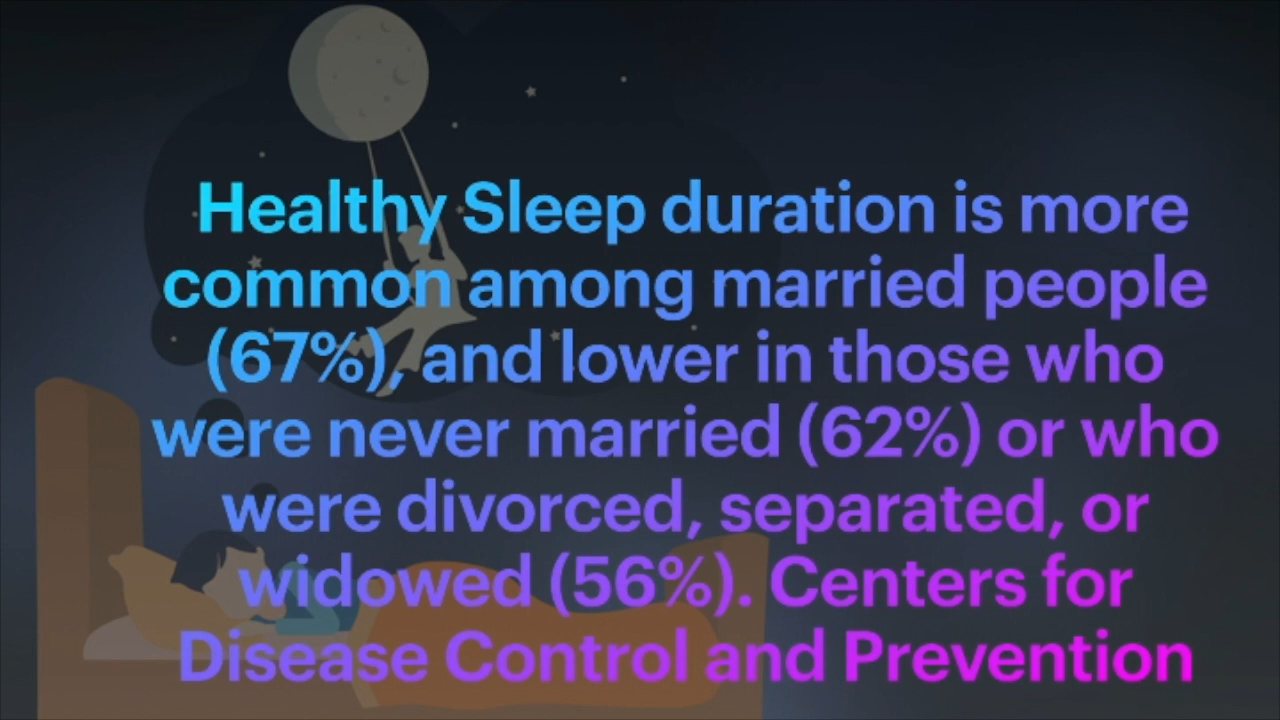 Healthy Sleep duration is more
common among married people
(67%), and lower in those who
were never married (62%) or who
were divorced, separated, or
widowed (56%). Centers for
Disease Control and Prevention